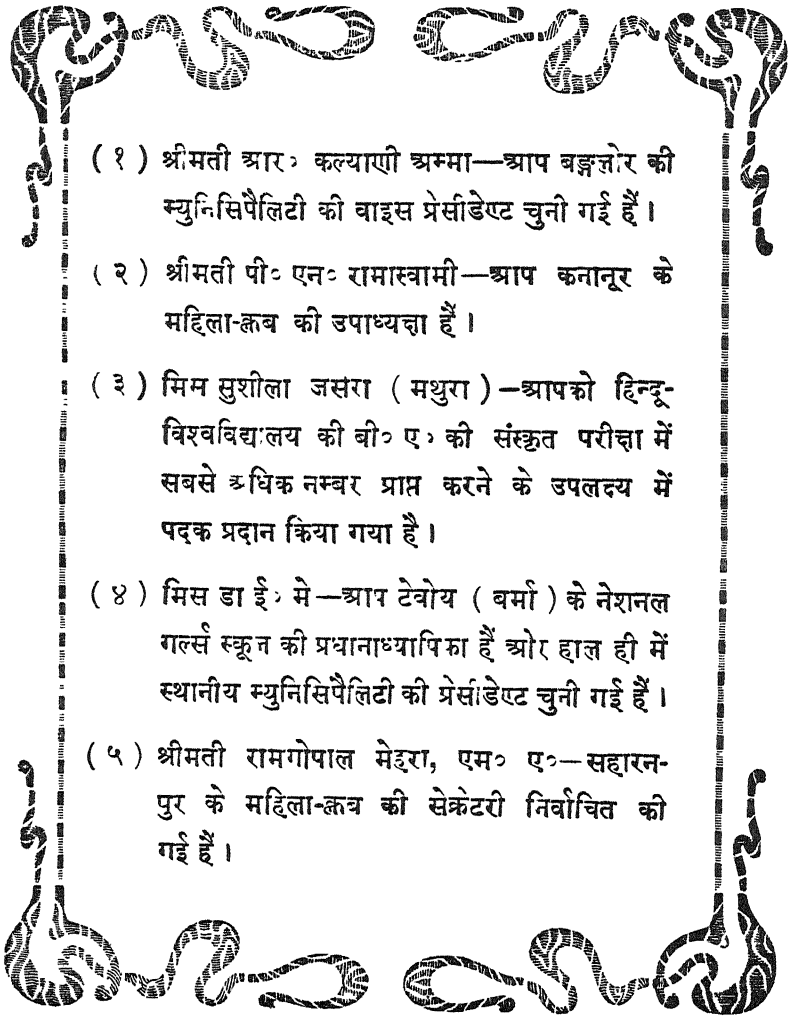 (१) श्रीमती आर० कल्याणी अम्मा—आप बङ्गलोर की
म्युनिसिपैलिटी की वाइस प्रेसीडेण्ट चुनी गई हैं।
(२) श्रीमती पी० एन० रामास्वामी—आप कनानूर के
महिला-क्लब की उपाध्यक्षा हैं।
(३) मिस सुशीला जसरा (मथुरा)—आपको हिन्दू-
विश्वविद्यालय की बी० ए० की संस्कृत परीक्षा में
सबसे अधिक नम्बर प्राप्त करने के उपलक्ष्य में
पदक प्रदान किया गया है।
(४) मिस डा ई० मे—आप टेवोय (बर्मा) के नेशनल
गर्ल्स स्कूल की प्रधानाध्यापिका हैं और हाल ही में
स्थानीय म्युनिसिपैलिटी की प्रेसीडेण्ट चुनी गई हैं।
(५) श्रीमती रामगोपाल मेहरा, एम० ए०—सहारन-
पुर के महिला-क्लब की सेक्रेटरी निर्वाचित की
गई हैं।